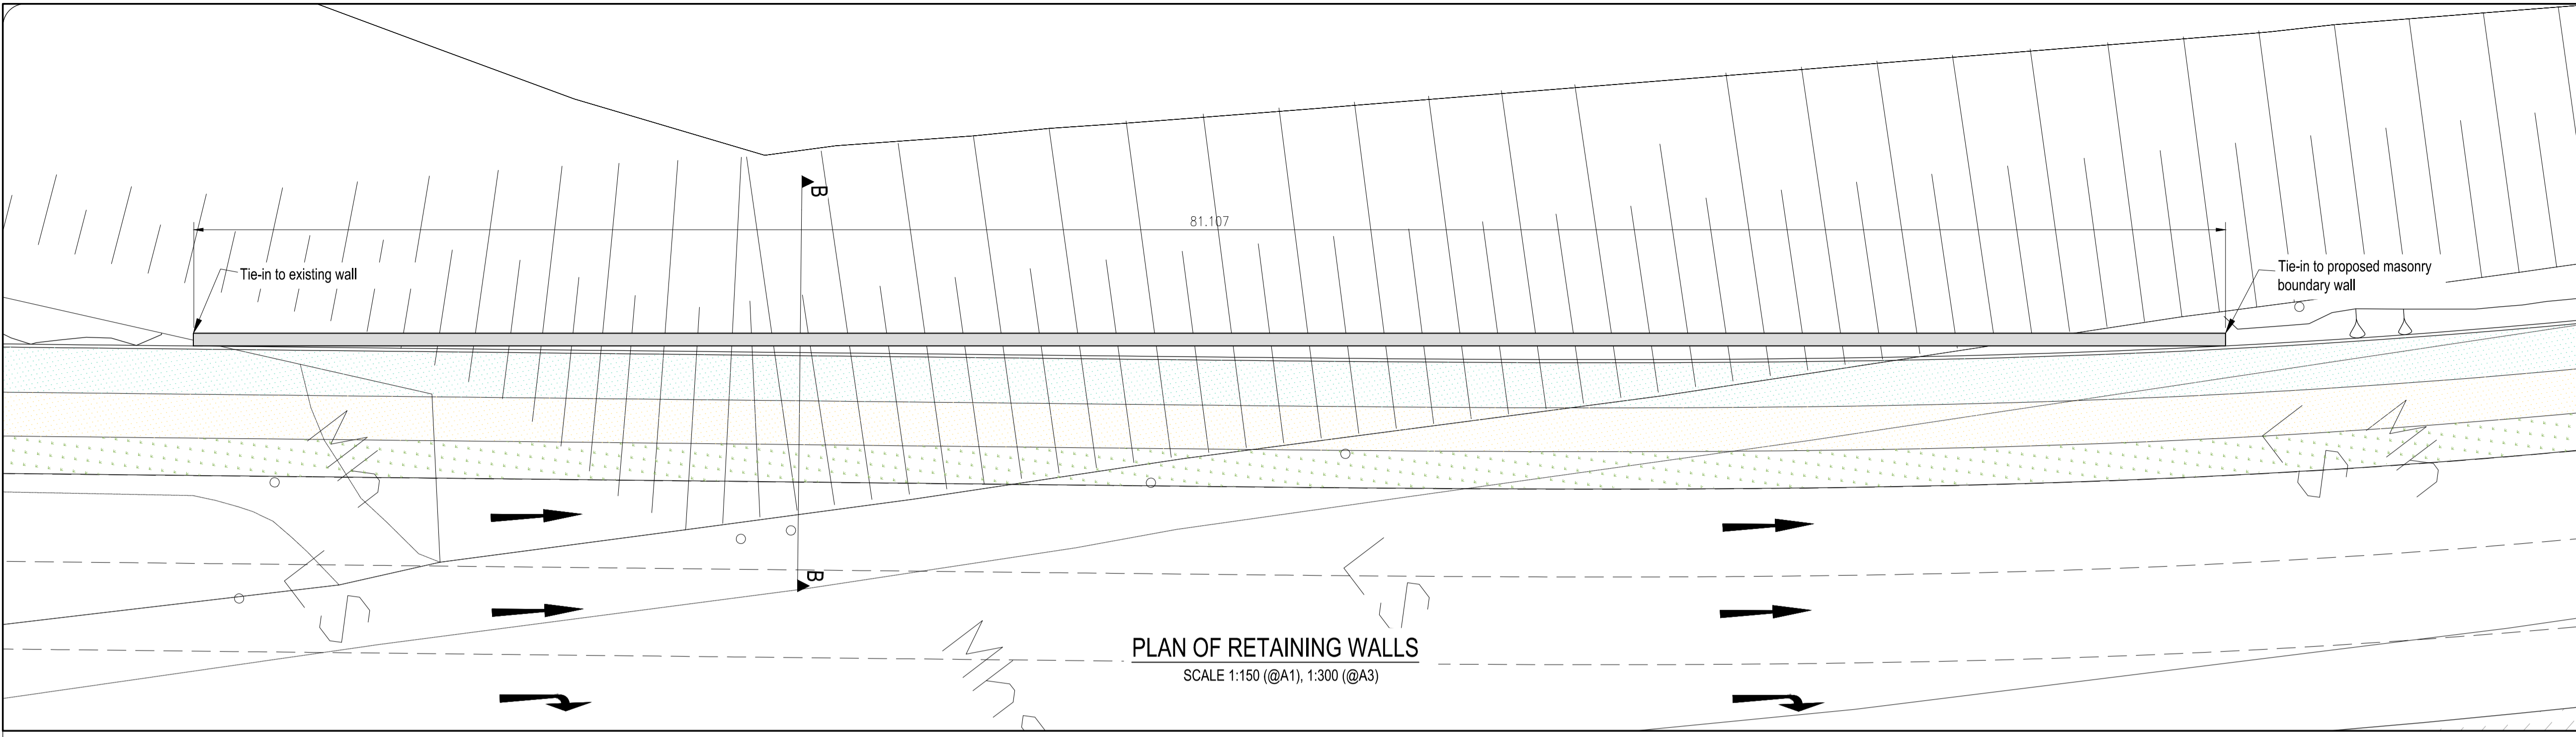 B
81.107
Tie-in to existing wall
Tie-in to proposed masonry
boundary wall
B
PLAN OF RETAINING WALLS
SCALE 1:150 (@A1), 1:300 (@A3)